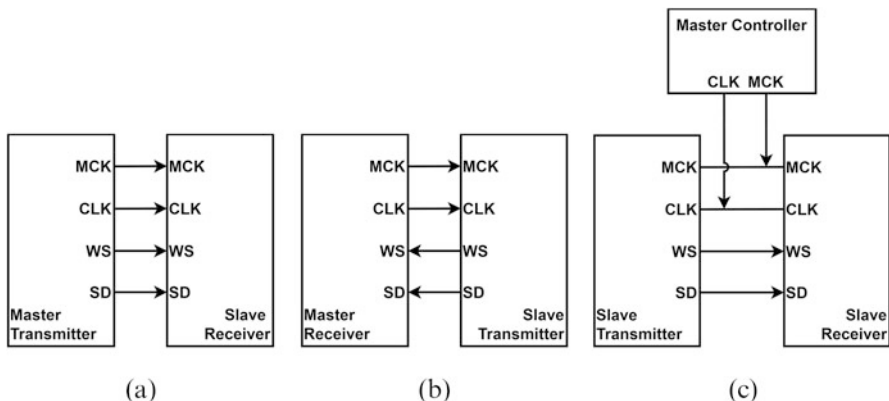 Master Controller
CLK MCK
MCK MCK
CLK CLK
WS WS
SD SD
Master Transmitter
Slave Receiver
(a)
MCK MCK
CLK CLK
WS WS
SD SD
Master Receiver
Slave Transmitter
(b)
MCK MCK
CLK CLK
WS WS
SD SD
Slave Transmitter
Slave Receiver
(c)